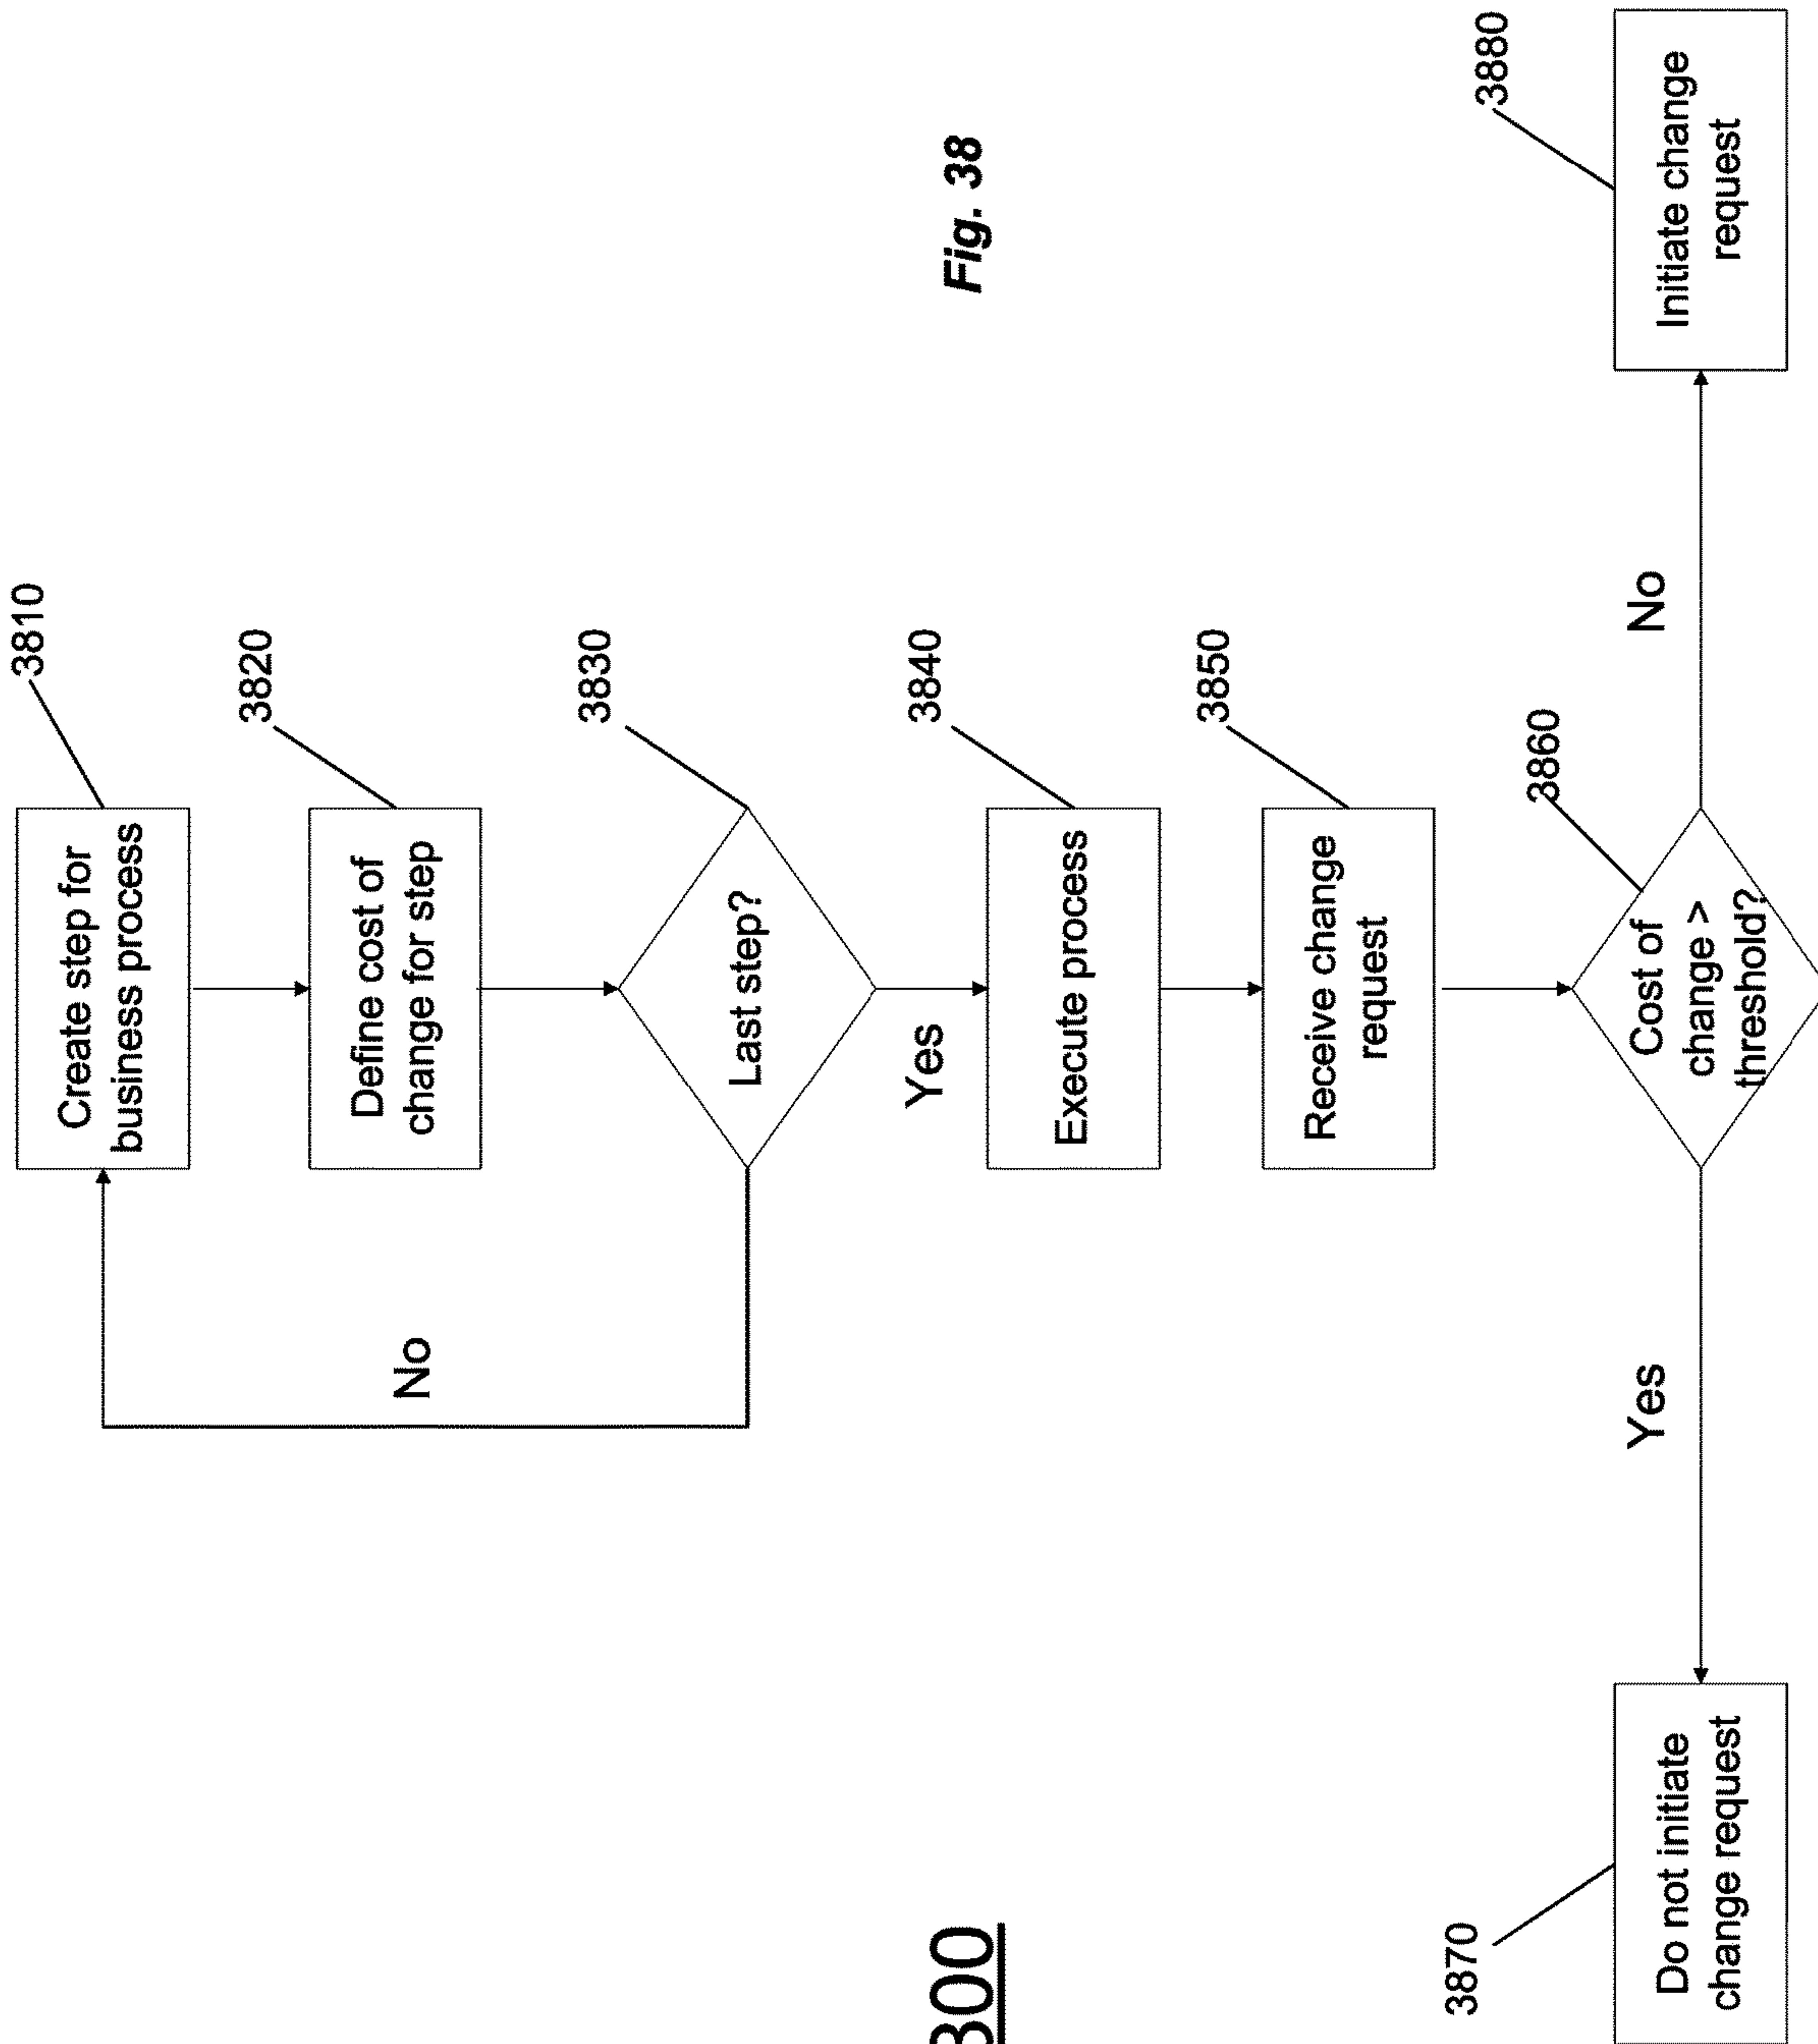 3810
Create step for
business process
3820
Define cost of
change for step
No
3830
Last step?
Yes
3840
Execute process
Fig. 38
3850
Receive change
request
3860
Cost of
change >
threshold?
Yes
No
3870
Do not initiate
change request
3880
Initiate change
request